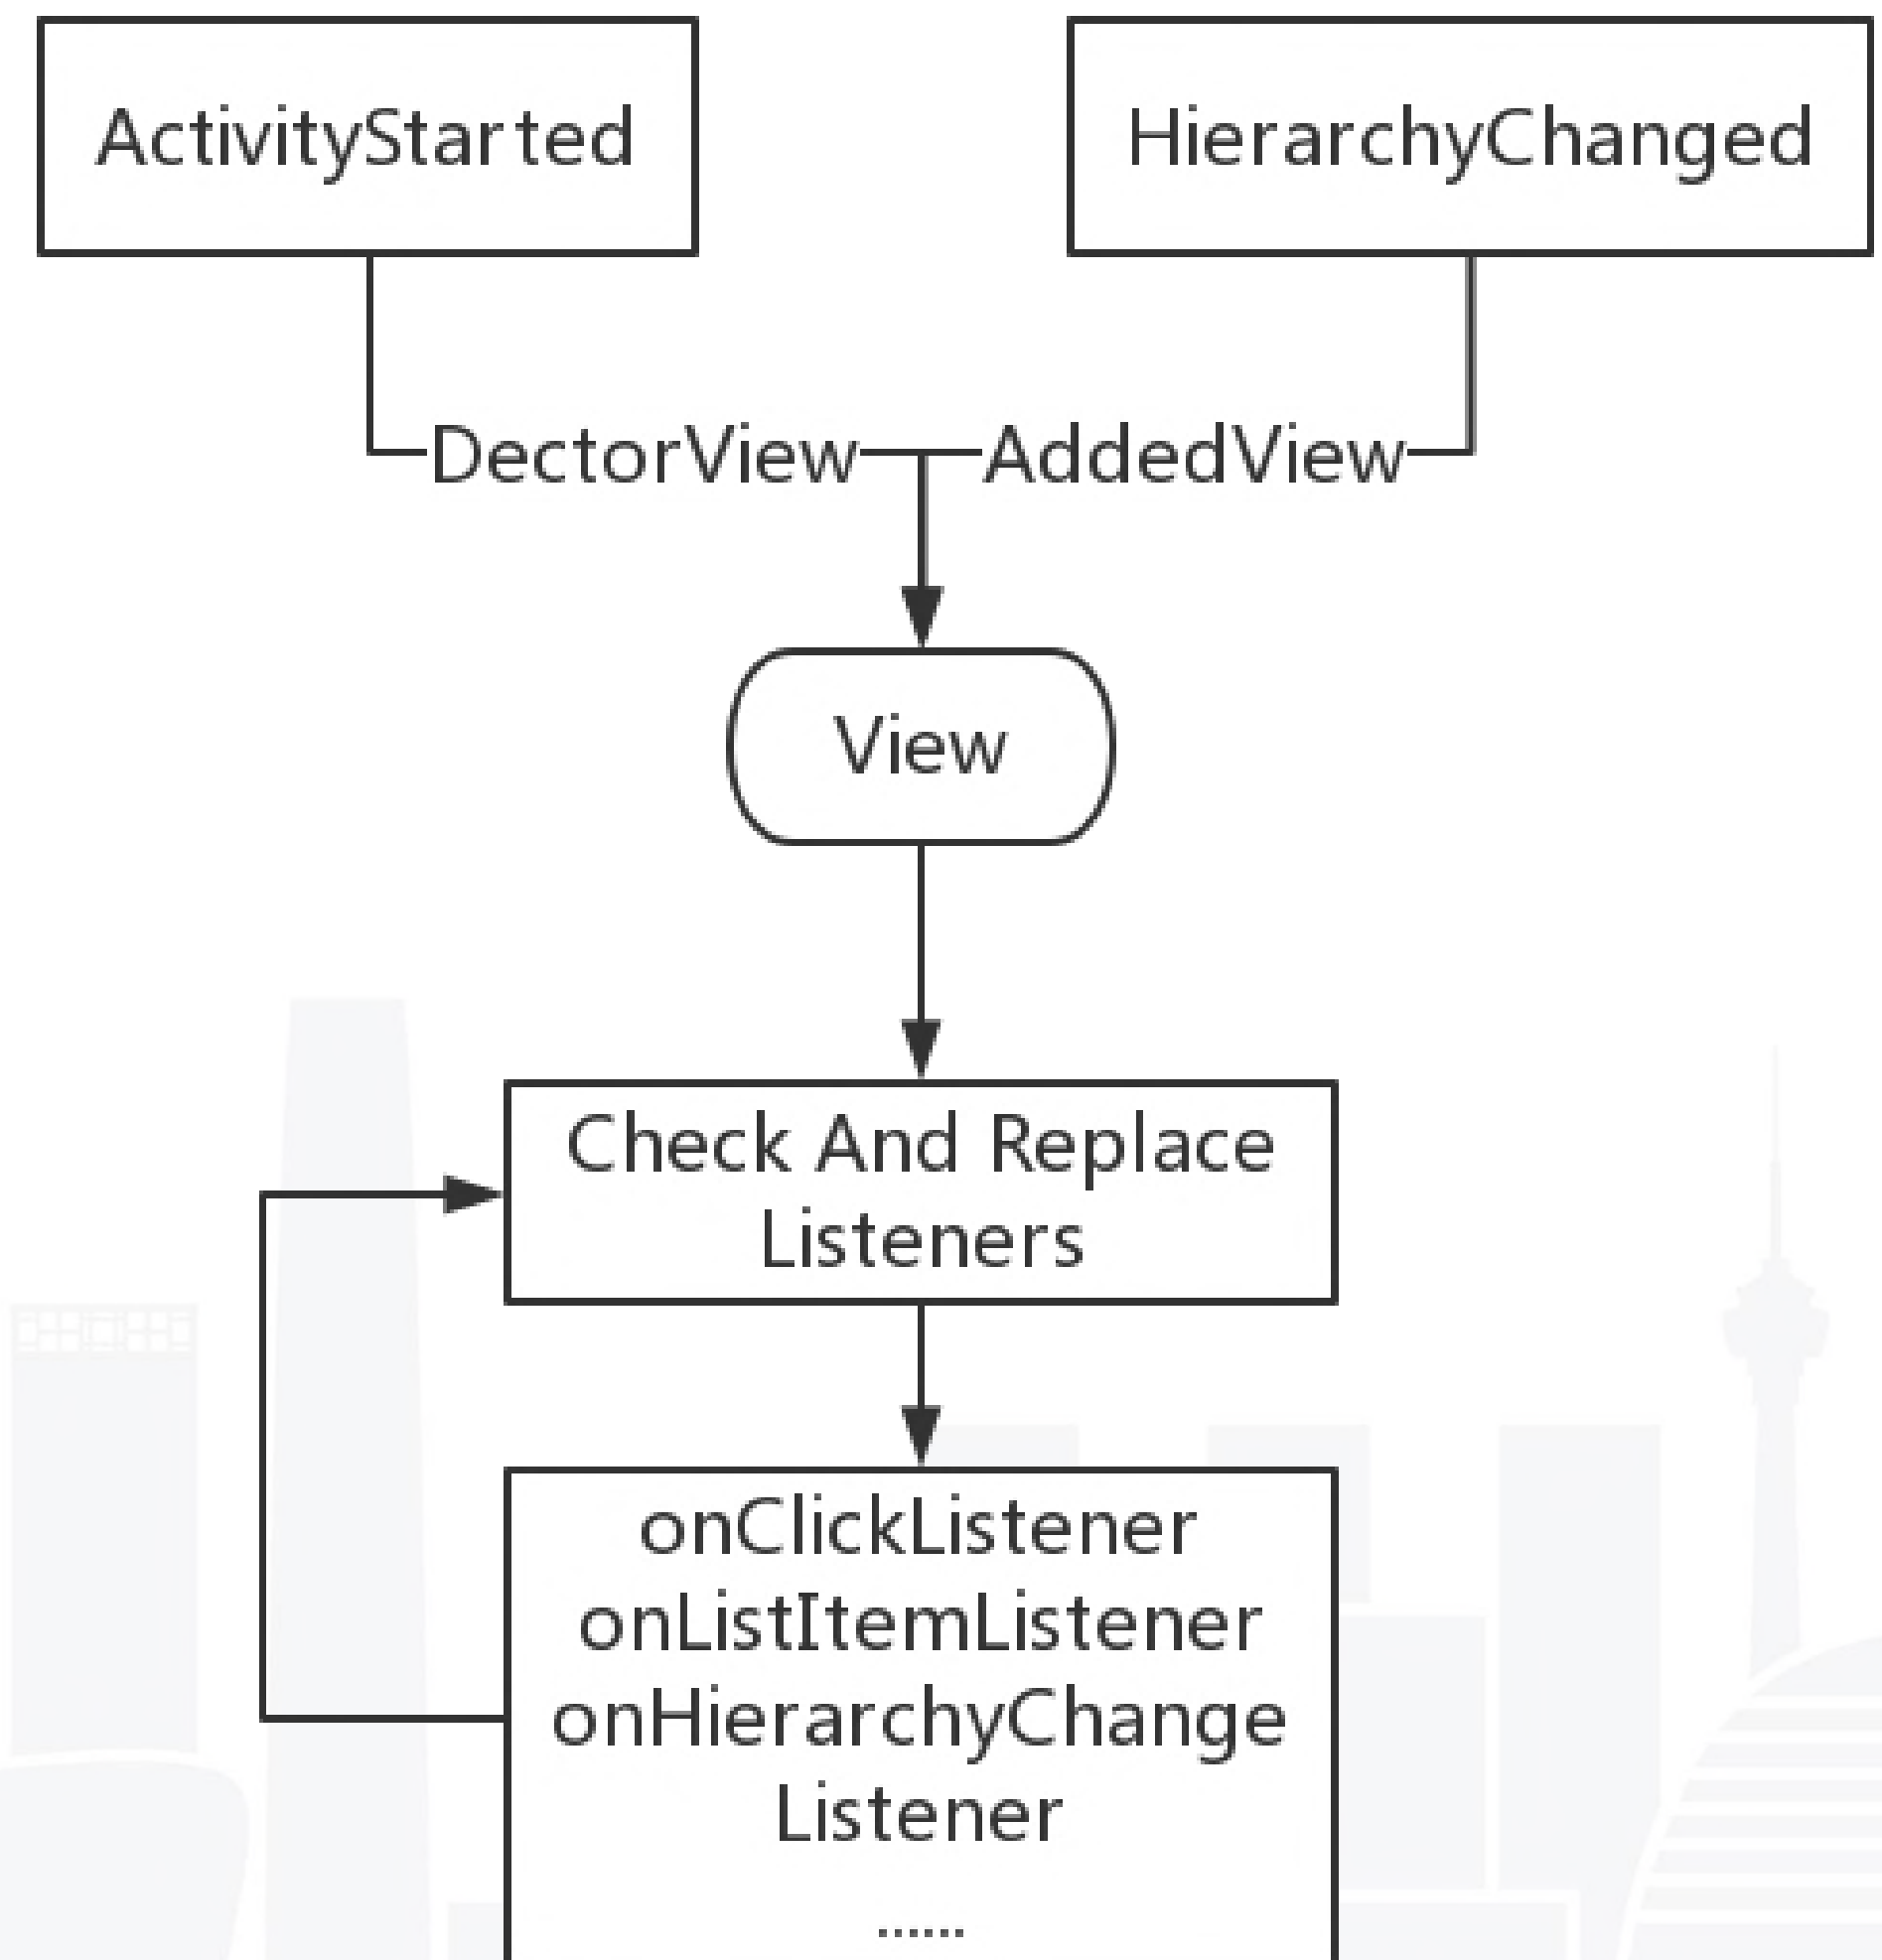 ActivityStarted
HierarchyChanged
DectorView
AddedView
View
Check And Replace
Listeners
onClickListener
onListItemListener
onHierarchyChange
Listener
......